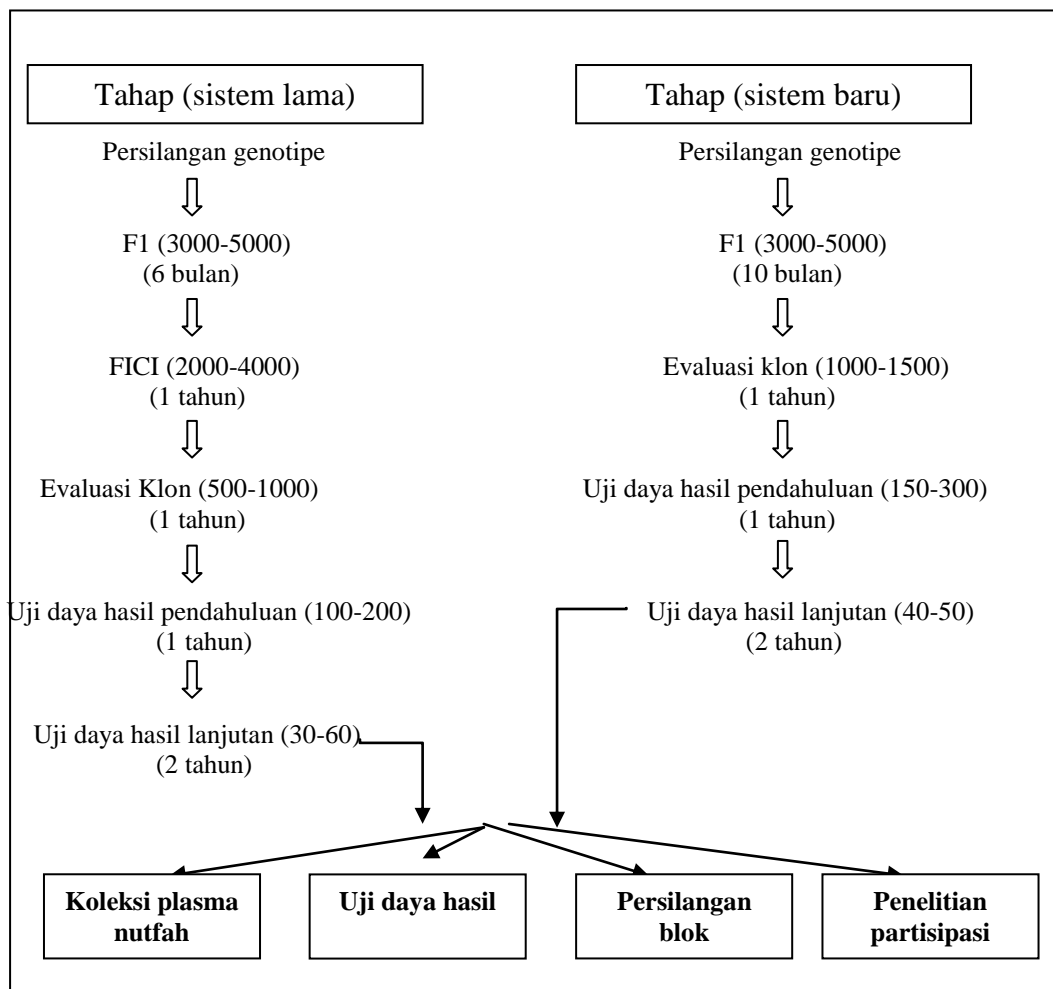 Tahap (sistem lama)
Persilangan genotipe
F1 (3000-5000)
(6 bulan)
FICI (2000-4000)
(1 tahun)
Evaluasi Klon (500-1000)
(1 tahun)
Uji daya hasil pendahuluan (100-200)
(1 tahun)
Uji daya hasil lanjutan (30-60)
(2 tahun)
Tahap (sistem baru)
Persilangan genotipe
F1 (3000-5000)
(10 bulan)
Evaluasi klon (1000-1500)
(1 tahun)
Uji daya hasil pendahuluan (150-300)
(1 tahun)
Uji daya hasil lanjutan (40-50)
(2 tahun)
Koleksi plasma
nutfah
Uji daya hasil
Persilangan
blok
Penelitian
partisipasi